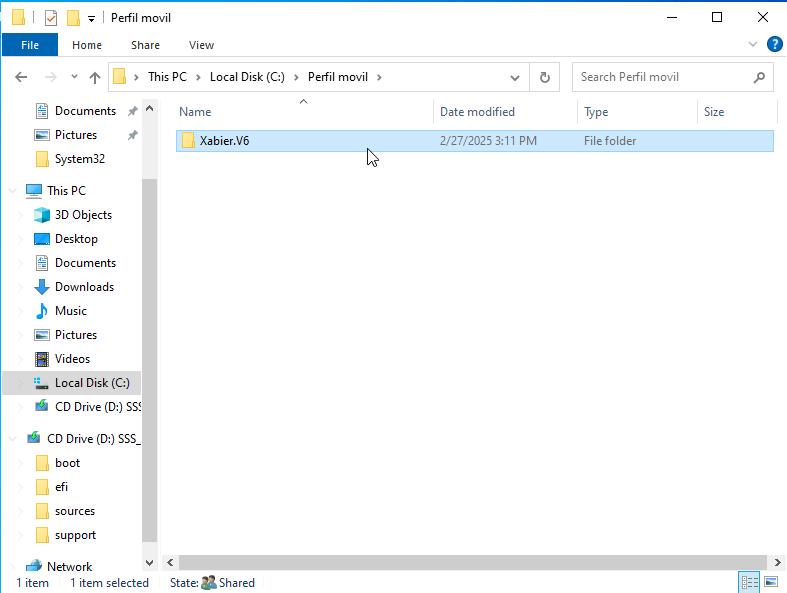 Perfil movil
File Home Share View
This PC Local Disk (C:) Perfil movil Search Perfil movil
Documents
Pictures
System32
This PC
3D Objects
Desktop
Documents
Downloads
Music
Pictures
Videos
Local Disk (C:)
CD Drive (D:) SSS
CD Drive (D:) SSS_
boot
efi
sources
support
Network
Name Date modified Type Size
Xabier.V6 2/27/2025 3:11 PM File folder
1 item 1 item selected State: Shared